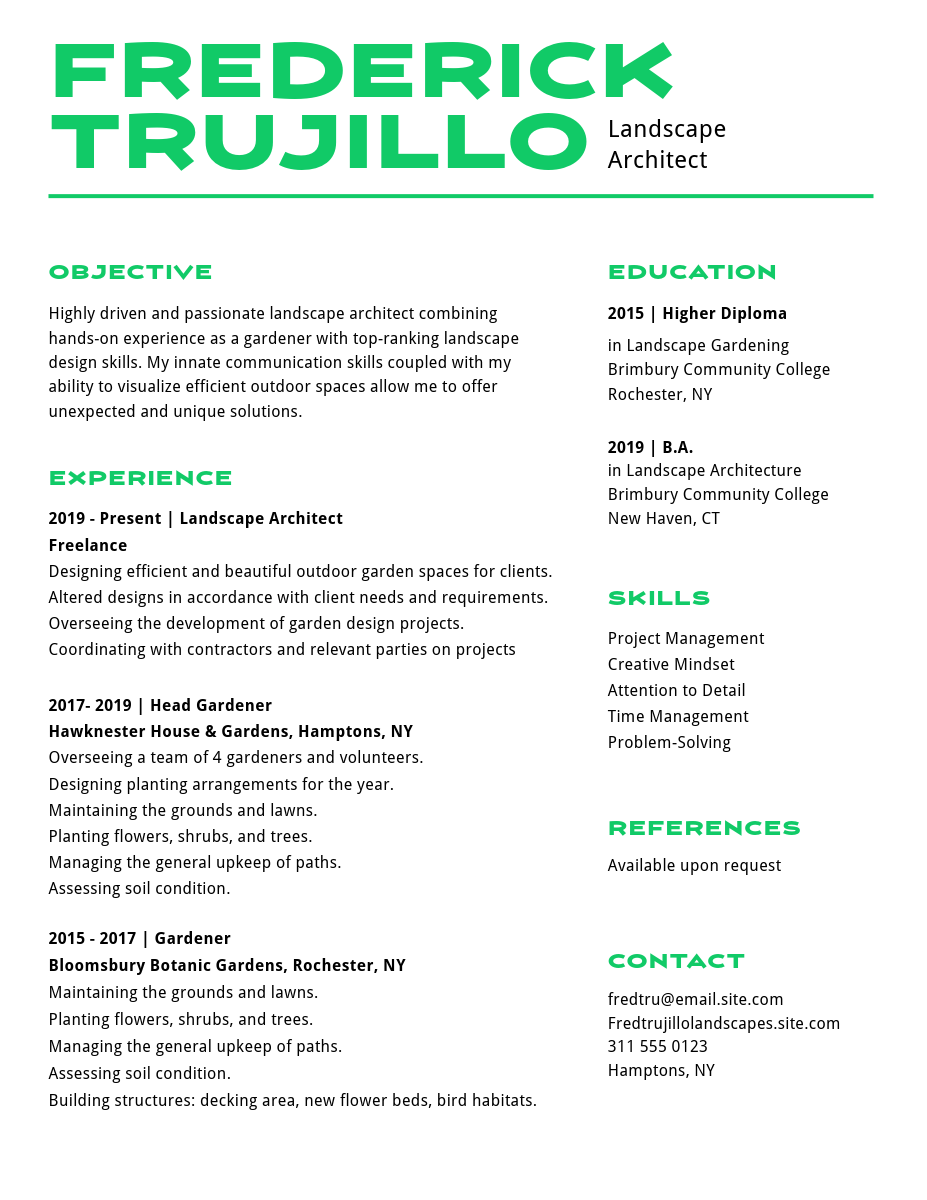 FREDERICK
TRUJILLO
Landscape
Architect
OBJECTIVE
Highly driven and passionate landscape architect combining
hands-on experience as a gardener with top-ranking landscape
design skills. My innate communication skills coupled with my
ability to visualize efficient outdoor spaces allow me to offer
unexpected and unique solutions.
EXPERIENCE
2019 - Present | Landscape Architect
Freelance
Designing efficient and beautiful outdoor garden spaces for clients.
Altered designs in accordance with client needs and requirements.
Overseeing the development of garden design projects.
Coordinating with contractors and relevant parties on projects
2017- 2019 | Head Gardener
Hawknester House & Gardens, Hamptons, NY
Overseeing a team of 4 gardeners and volunteers.
Designing planting arrangements for the year.
Maintaining the grounds and lawns.
Planting flowers, shrubs, and trees.
Managing the general upkeep of paths.
Assessing soil condition.
2015 - 2017 | Gardener
Bloomsbury Botanic Gardens, Rochester, NY
Maintaining the grounds and lawns.
Planting flowers, shrubs, and trees.
Managing the general upkeep of paths.
Assessing soil condition.
Building structures: decking area, new flower beds, bird habitats.
EDUCATION
2015 | Higher Diploma
in Landscape Gardening
Brimbury Community College
Rochester, NY
2019 | B.A.
in Landscape Architecture
Brimbury Community College
New Haven, CT
SKILLS
Project Management
Creative Mindset
Attention to Detail
Time Management
Problem-Solving
REFERENCES
Available upon request
CONTACT
fredtru@email.site.com
Fredtrujillolandscapes.site.com
311 555 0123
Hamptons, NY